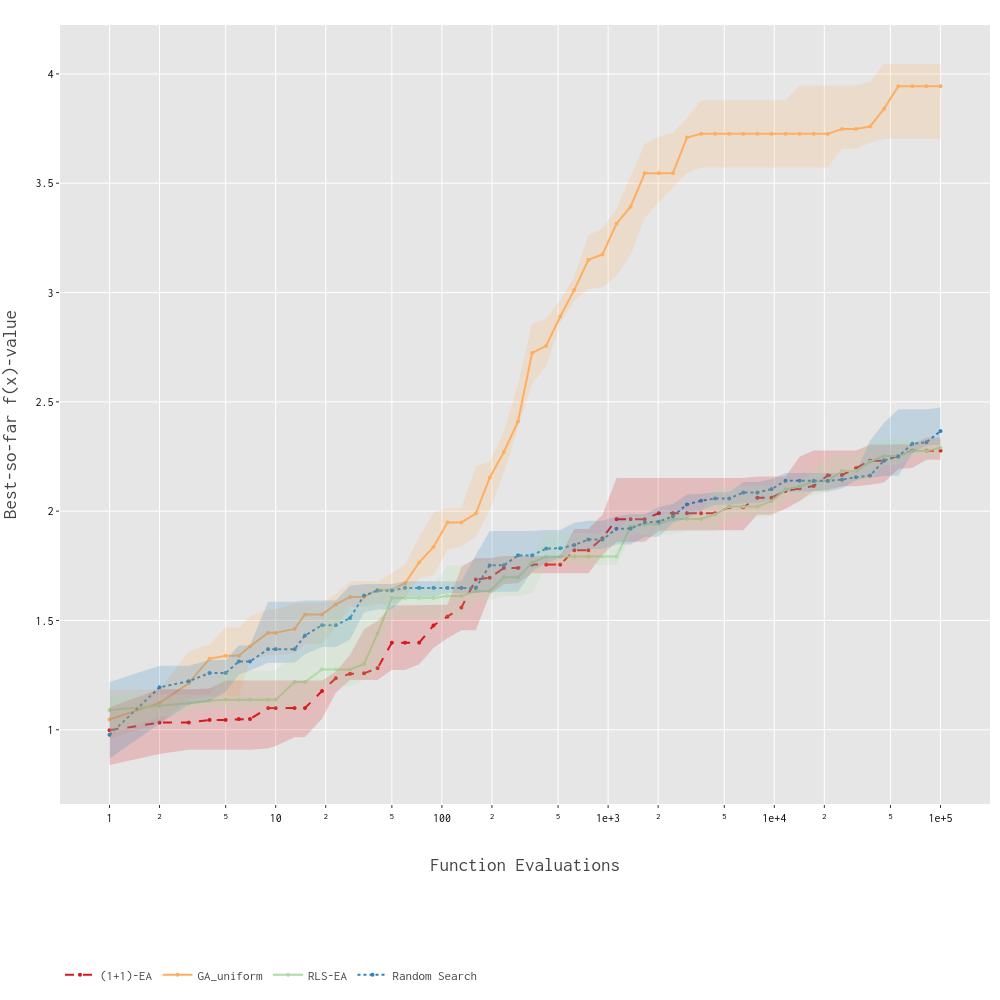 4
3.5
3
2.5
2
1.5
1
Best-so-far f(x)-value
1 2 5 10 2 5 100 2 5 1e+3 2 5 1e+4 2 5 1e+5
Function Evaluations
(1+1)-EA GA_uniform RLS-EA Random Search